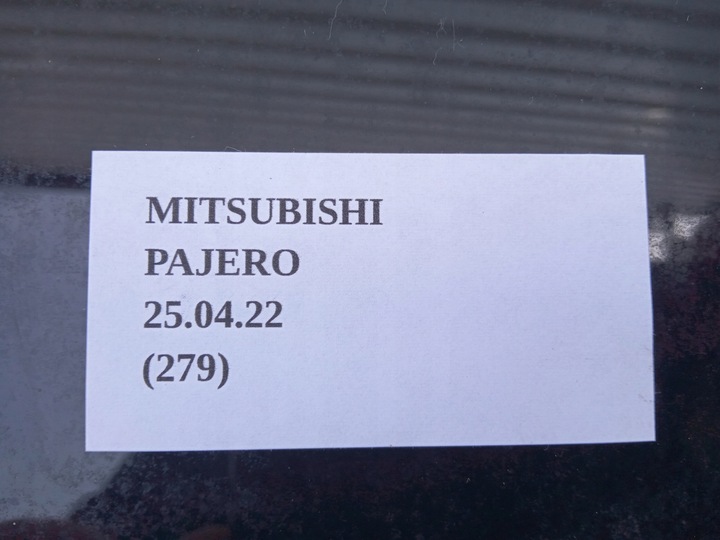 MITSUBISHI
PAJERO
25.04.22
(279)